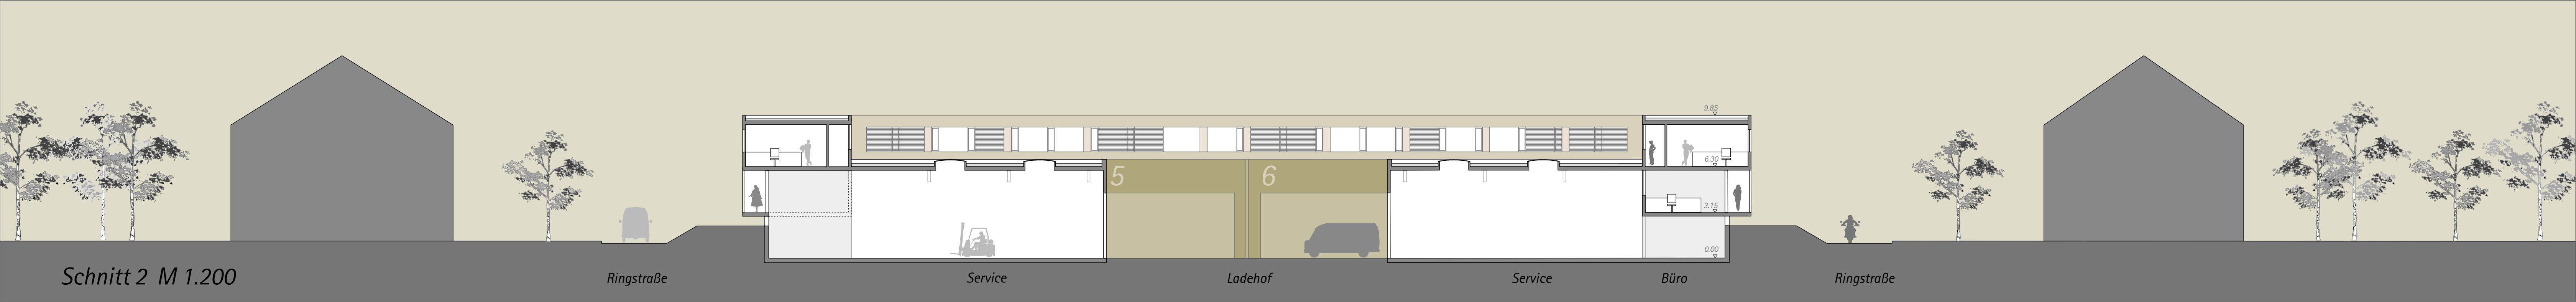 9.85
6.30
5 6
3.15
0.00
Schnitt 2 M 1.200
Ringstraße Service Ladehof Service Büro Ringstraße